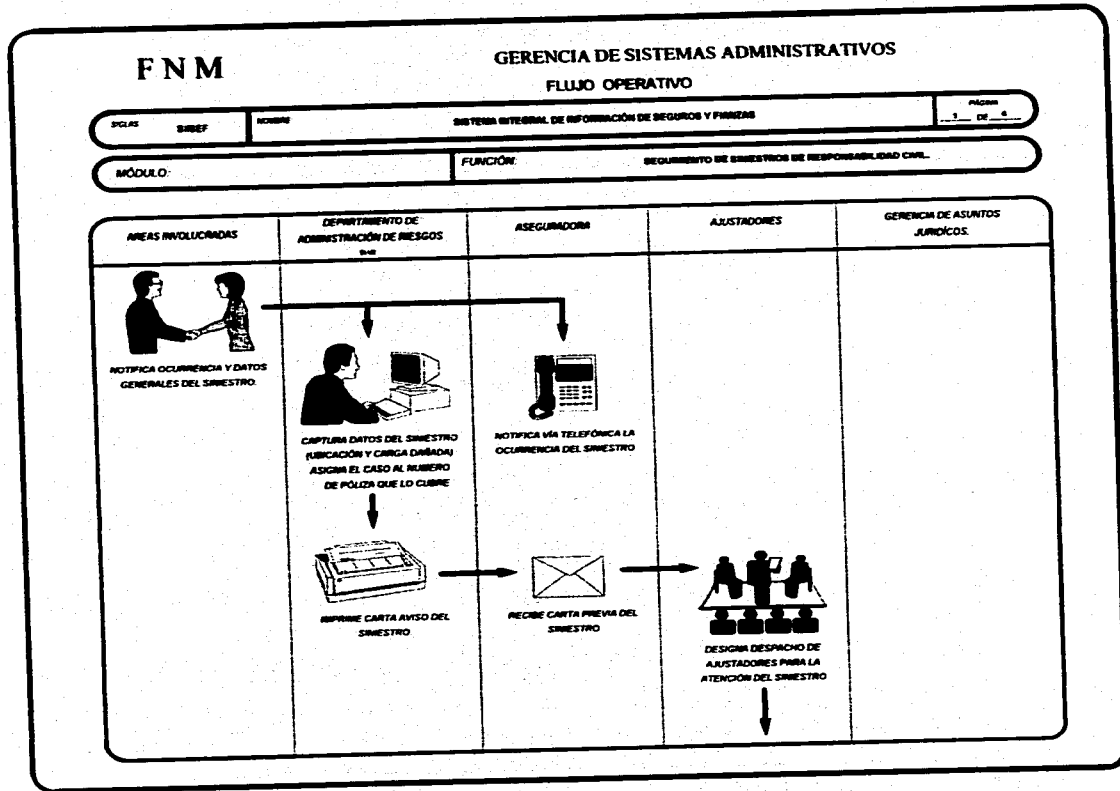 FNM
GERENCIA DE SISTEMAS ADMINISTRATIVOS
FLUJO OPERATIVO
SIGLAS
NOMBRE
SISTEMA INTEGRAL DE INFORMACIÓN DE SEGUROS Y FIANZAS
PÁGINA
DE
MÓDULO:
FUNCIÓN:
SEGUIMIENTO DE SINIESTROS DE RESPONSABILIDAD CIVIL.
AREAS INVOLUCRADAS
DEPARTAMENTO DE
ADMINISTRACIÓN DE RIESGOS
ASEGURADORA
AJUSTADORES
GERENCIA DE ASUNTOS
JURIDÍCOS.
NOTIFICA OCURRENCIA Y DATOS
GENERALES DEL SINIESTRO.
CAPTURA DATOS DEL SINIESTRO
(UBICACIÓN Y CARGA DAÑADA)
ASIGNA EL CASO AL NUMERO
DE PÓLIZA QUE LO CUBRE
NOTIFICA VÍA TELEFÓNICA LA
OCURRENCIA DEL SINIESTRO
IMPRIME CARTA AVISO DEL
SINIESTRO
RECIBE CARTA PREVIA DEL
SINIESTRO
DESIGNA DESPACHO DE
AJUSTADORES PARA LA
ATENCIÓN DEL SINIESTRO